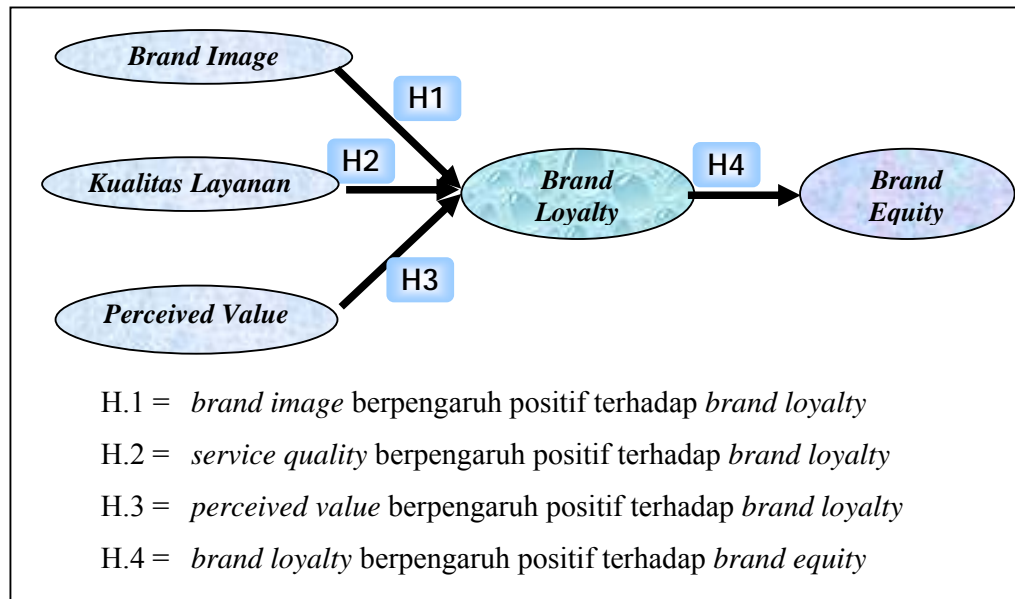 Brand Image
H1
H2
Kualitas Layanan
Brand
Loyalty
H4
Brand
Equity
H3
Perceived Value
H.1 = brand image berpengaruh positif terhadap brand loyalty
H.2 = service quality berpengaruh positif terhadap brand loyalty
H.3 = perceived value berpengaruh positif terhadap brand loyalty
H.4 = brand loyalty berpengaruh positif terhadap brand equity